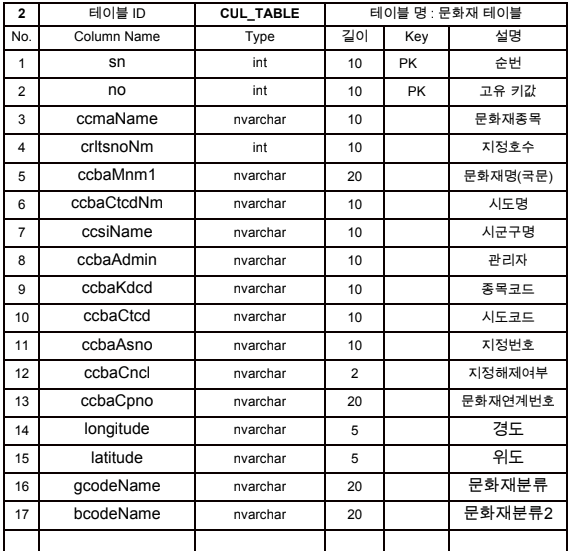 2 테이블 ID CUL_TABLE 테이블 명 : 문화재 테이블
No. Column Name Type 길이 Key 설명
1 sn int 10 PK 순번
2 no int 10 PK 고유 키값
3 ccmaName nvarchar 10 문화재종목
4 crltsnoNm int 10 지정호수
5 ccbaMnm1 nvarchar 20 문화재명(국문)
6 ccbaCtcdNm nvarchar 10 시도명
7 ccsiName nvarchar 10 시군구명
8 ccbaAdmin nvarchar 10 관리자
9 ccbaKdcd nvarchar 10 종목코드
10 ccbaCtcd nvarchar 10 시도코드
11 ccbaAsno nvarchar 10 지정번호
12 ccbaCncl nvarchar 2 지정해제여부
13 ccbaCpno nvarchar 20 문화재연계번호
14 longitude nvarchar 5 경도
15 latitude nvarchar 5 위도
16 gcodeName nvarchar 20 문화재분류
17 bcodeName nvarchar 20 문화재분류2